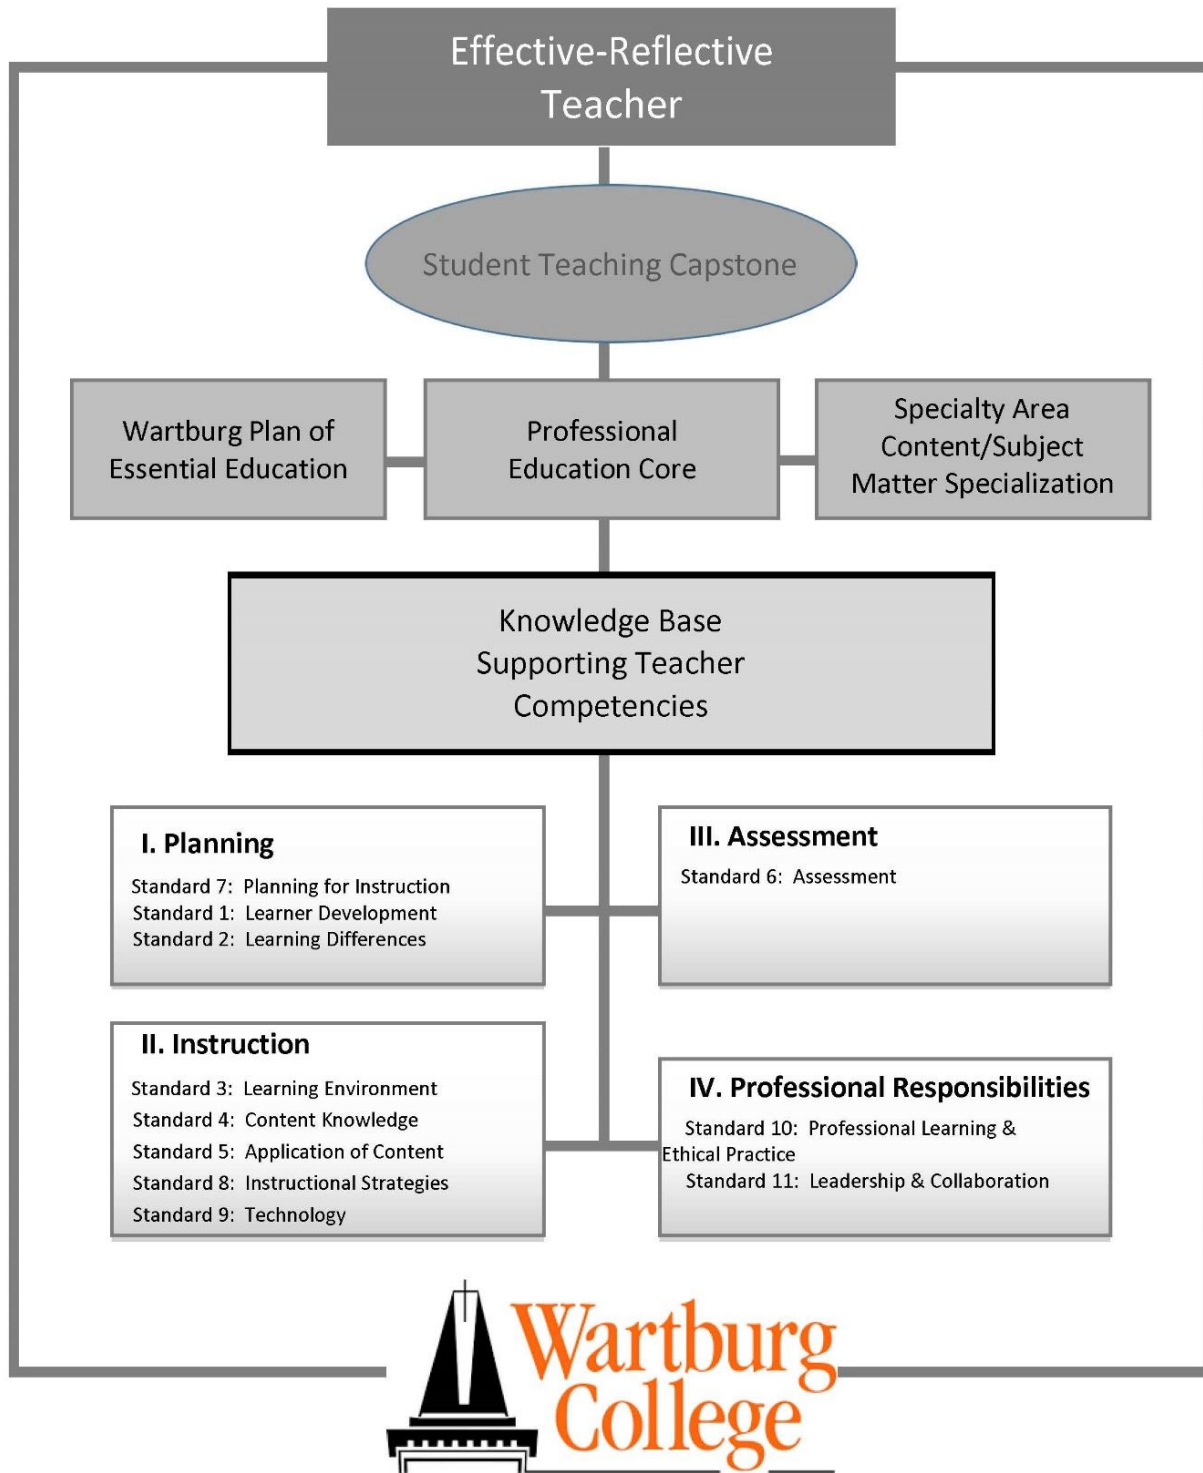 Effective-Reflective
Teacher
Student Teaching Capstone
Wartburg Plan of
Essential Education
Professional
Education Core
Specialty Area
Content/Subject
Matter Specialization
Knowledge Base
Supporting Teacher
Competencies
I. Planning
Standard 7:  Planning for Instruction
Standard 1:  Learner Development
Standard 2:  Learning Differences
III. Assessment
Standard 6:  Assessment
II. Instruction
Standard 3:  Learning Environment
Standard 4:  Content Knowledge
Standard 5:  Application of Content
Standard 8:  Instructional Strategies
Standard 9:  Technology
IV. Professional Responsibilities
Standard 10:  Professional Learning &
Ethical Practice
Standard 11:  Leadership & Collaboration
Wartburg
College